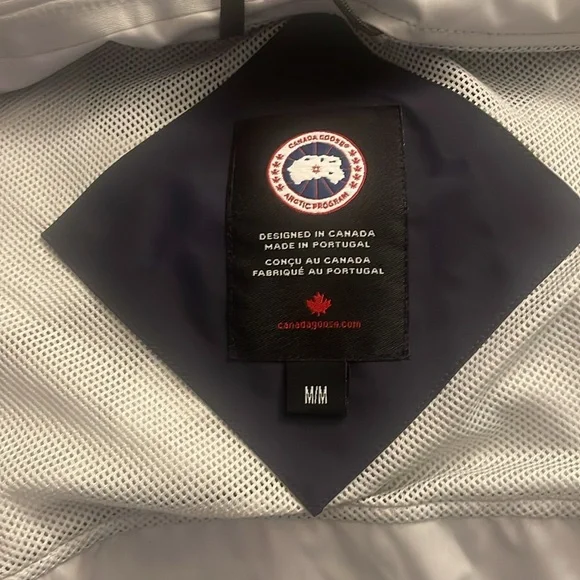 CANADA GOOSE®
ARCTIC PROGRAM
DESIGNED IN CANADA
MADE IN PORTUGAL
CONÇU AU CANADA
FABRIQUÉ AU PORTUGAL
canadagoose.com
M/M